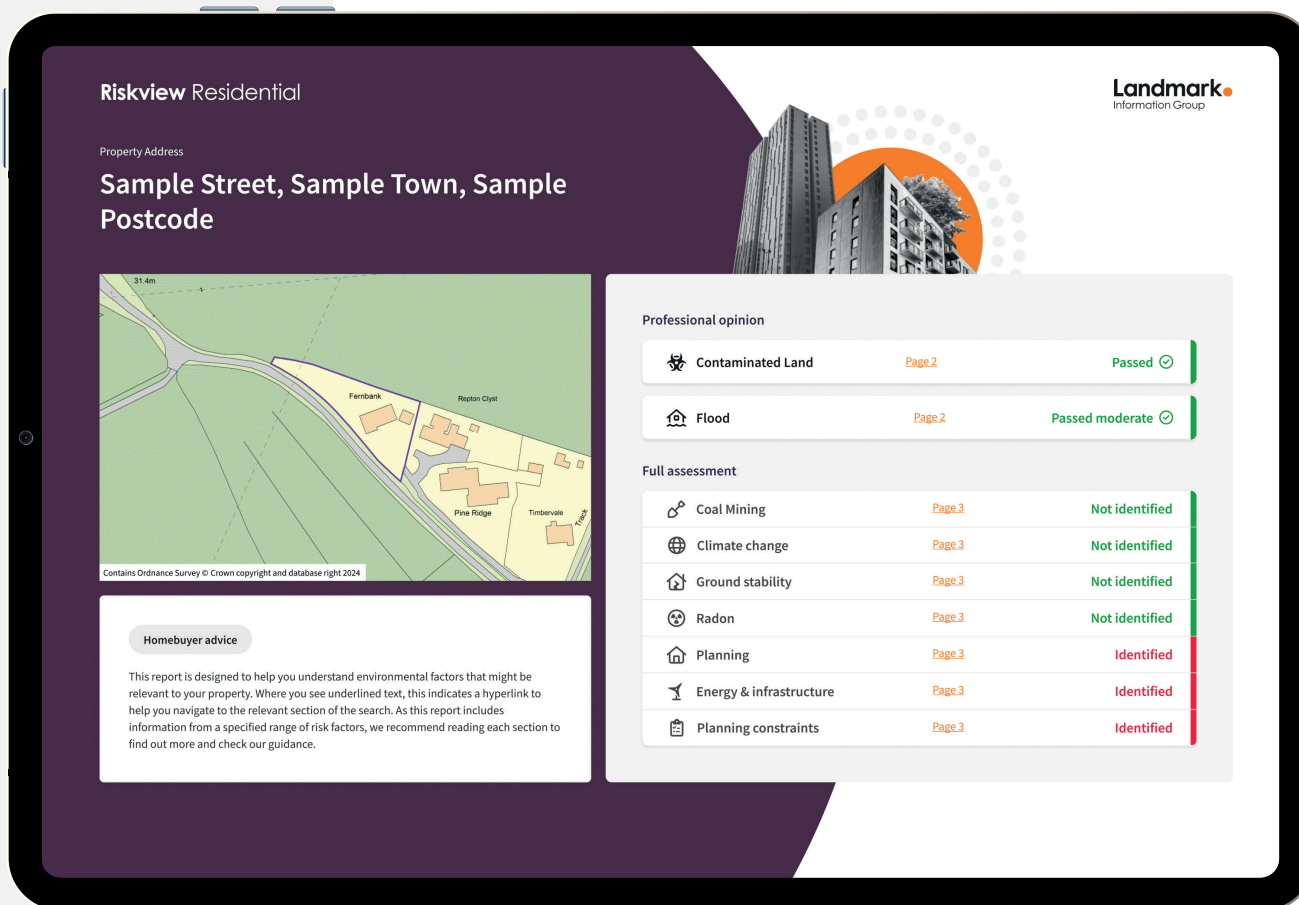 Riskview Residential
Landmark
Information Group
Property Address
Sample Street, Sample Town, Sample
Postcode
31.4m
Fernbank
Repton Clyst
Pine Ridge
Timbervale
Track
Contains Ordnance Survey © Crown copyright and database right 2024
Homebuyer advice
This report is designed to help you understand environmental factors that might be
relevant to your property. Where you see underlined text, this indicates a hyperlink to
help you navigate to the relevant section of the search. As this report includes
information from a specified range of risk factors, we recommend reading each section to
find out more and check our guidance.
Professional opinion
Contaminated Land Page 2 Passed
Flood Page 2 Passed moderate
Full assessment
Coal Mining Page 3 Not identified
Climate change Page 3 Not identified
Ground stability Page 3 Not identified
Radon Page 3 Not identified
Planning Page 3 Identified
Energy & infrastructure Page 3 Identified
Planning constraints Page 3 Identified